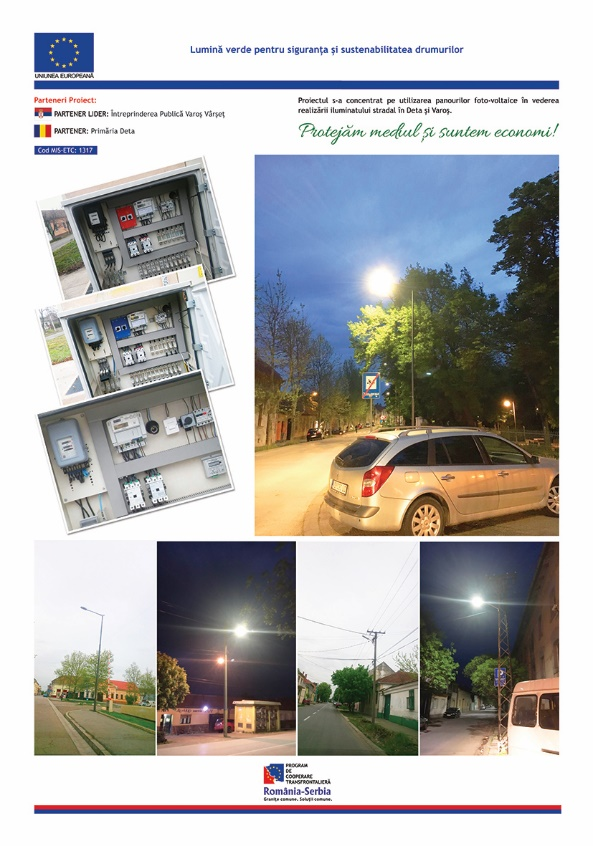 Lumină verde pentru siguranța și sustenabilitatea drumurilor
UNIUNEA EUROPEANĂ
Parteneri Proiect:
PARTENER LIDER: Întreprinderea Publică Varoș Vârșeț
PARTENER: Primăria Deta
Cod MIS-ETC: 1317
Proiectul s-a concentrat pe utilizarea panourilor foto-voltaice în vederea
realizării iluminatului stradal în Deta și Varoș.
Protejăm mediul și suntem economi!
PROGRAM
DE
COOPERARE
TRANSFRONTALIERĂ
România-Serbia
Granițe comune. Soluții comune.